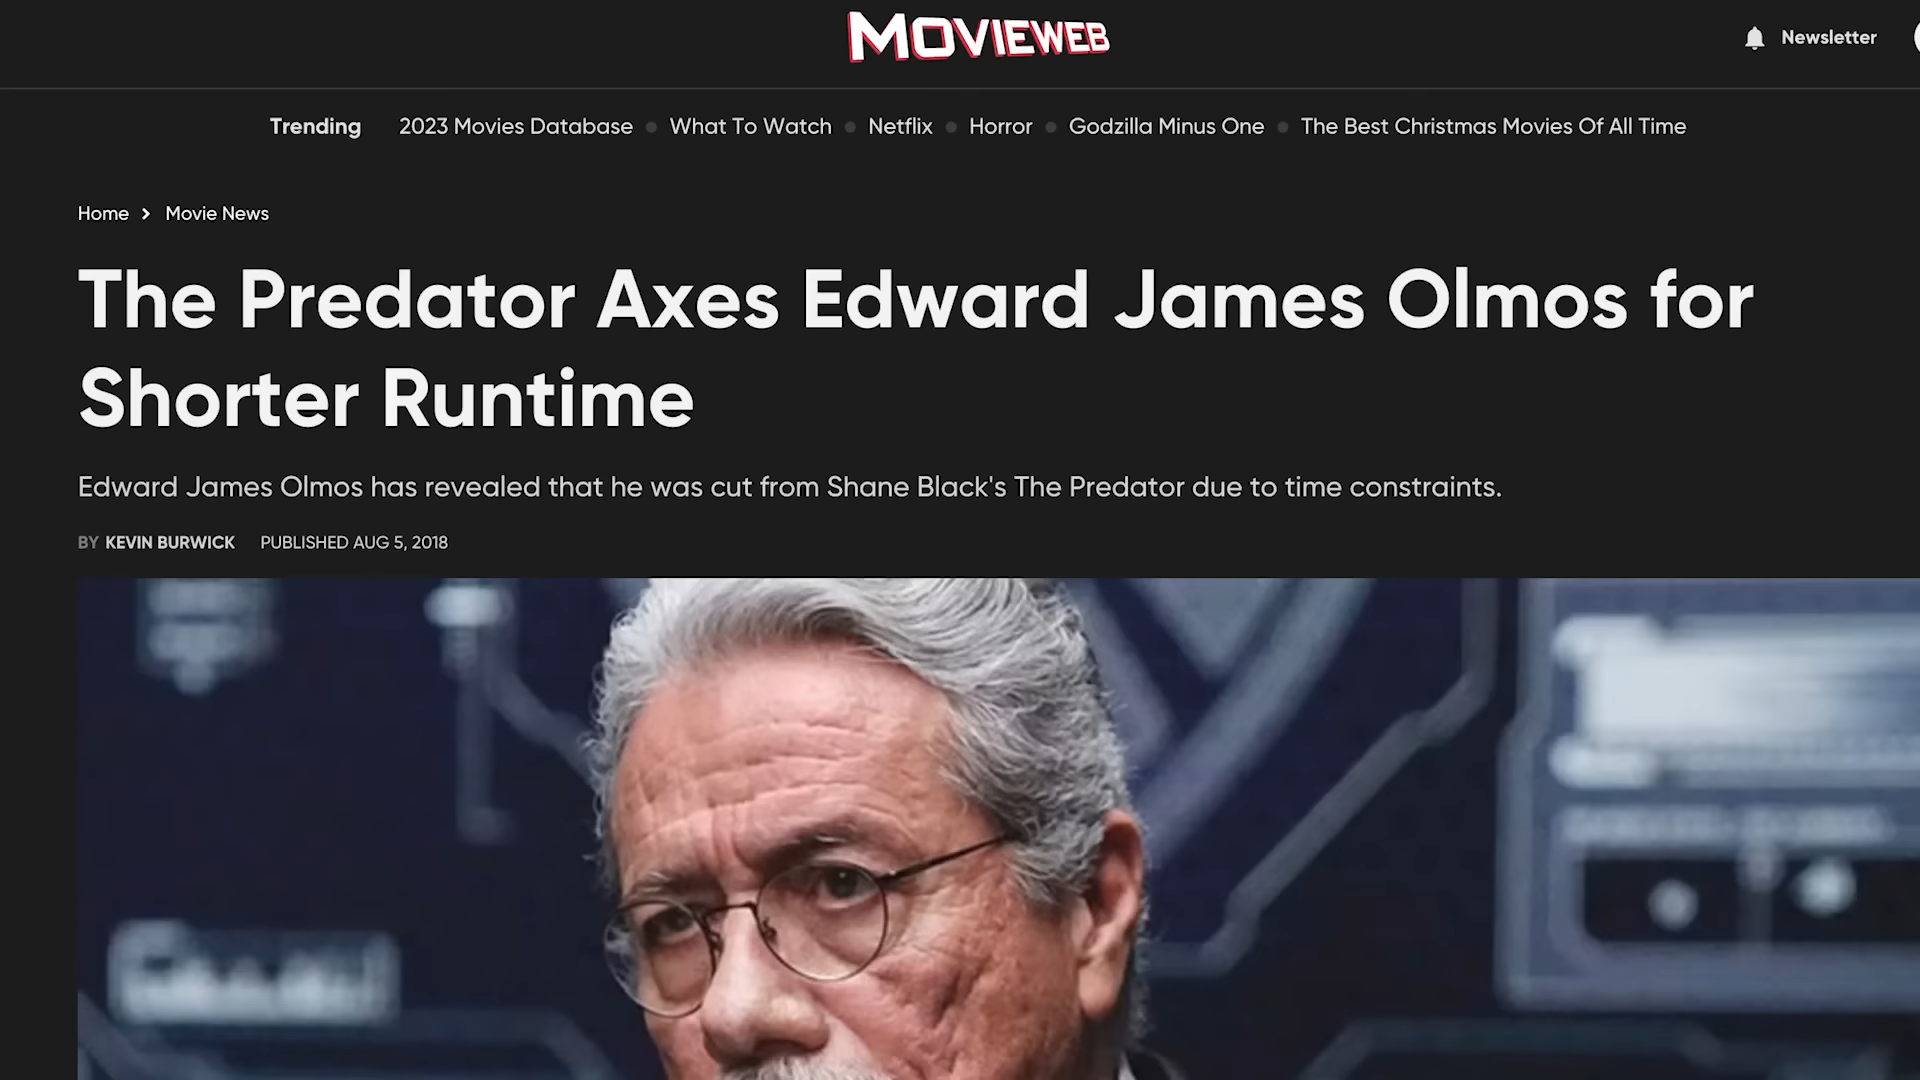 MOVIEWEB
Newsletter
Trending 2023 Movies Database What To Watch Netflix Horror Godzilla Minus One The Best Christmas Movies Of All Time
Home > Movie News
The Predator Axes Edward James Olmos for
Shorter Runtime
Edward James Olmos has revealed that he was cut from Shane Black's The Predator due to time constraints.
BY KEVIN BURWICK PUBLISHED AUG 5, 2018